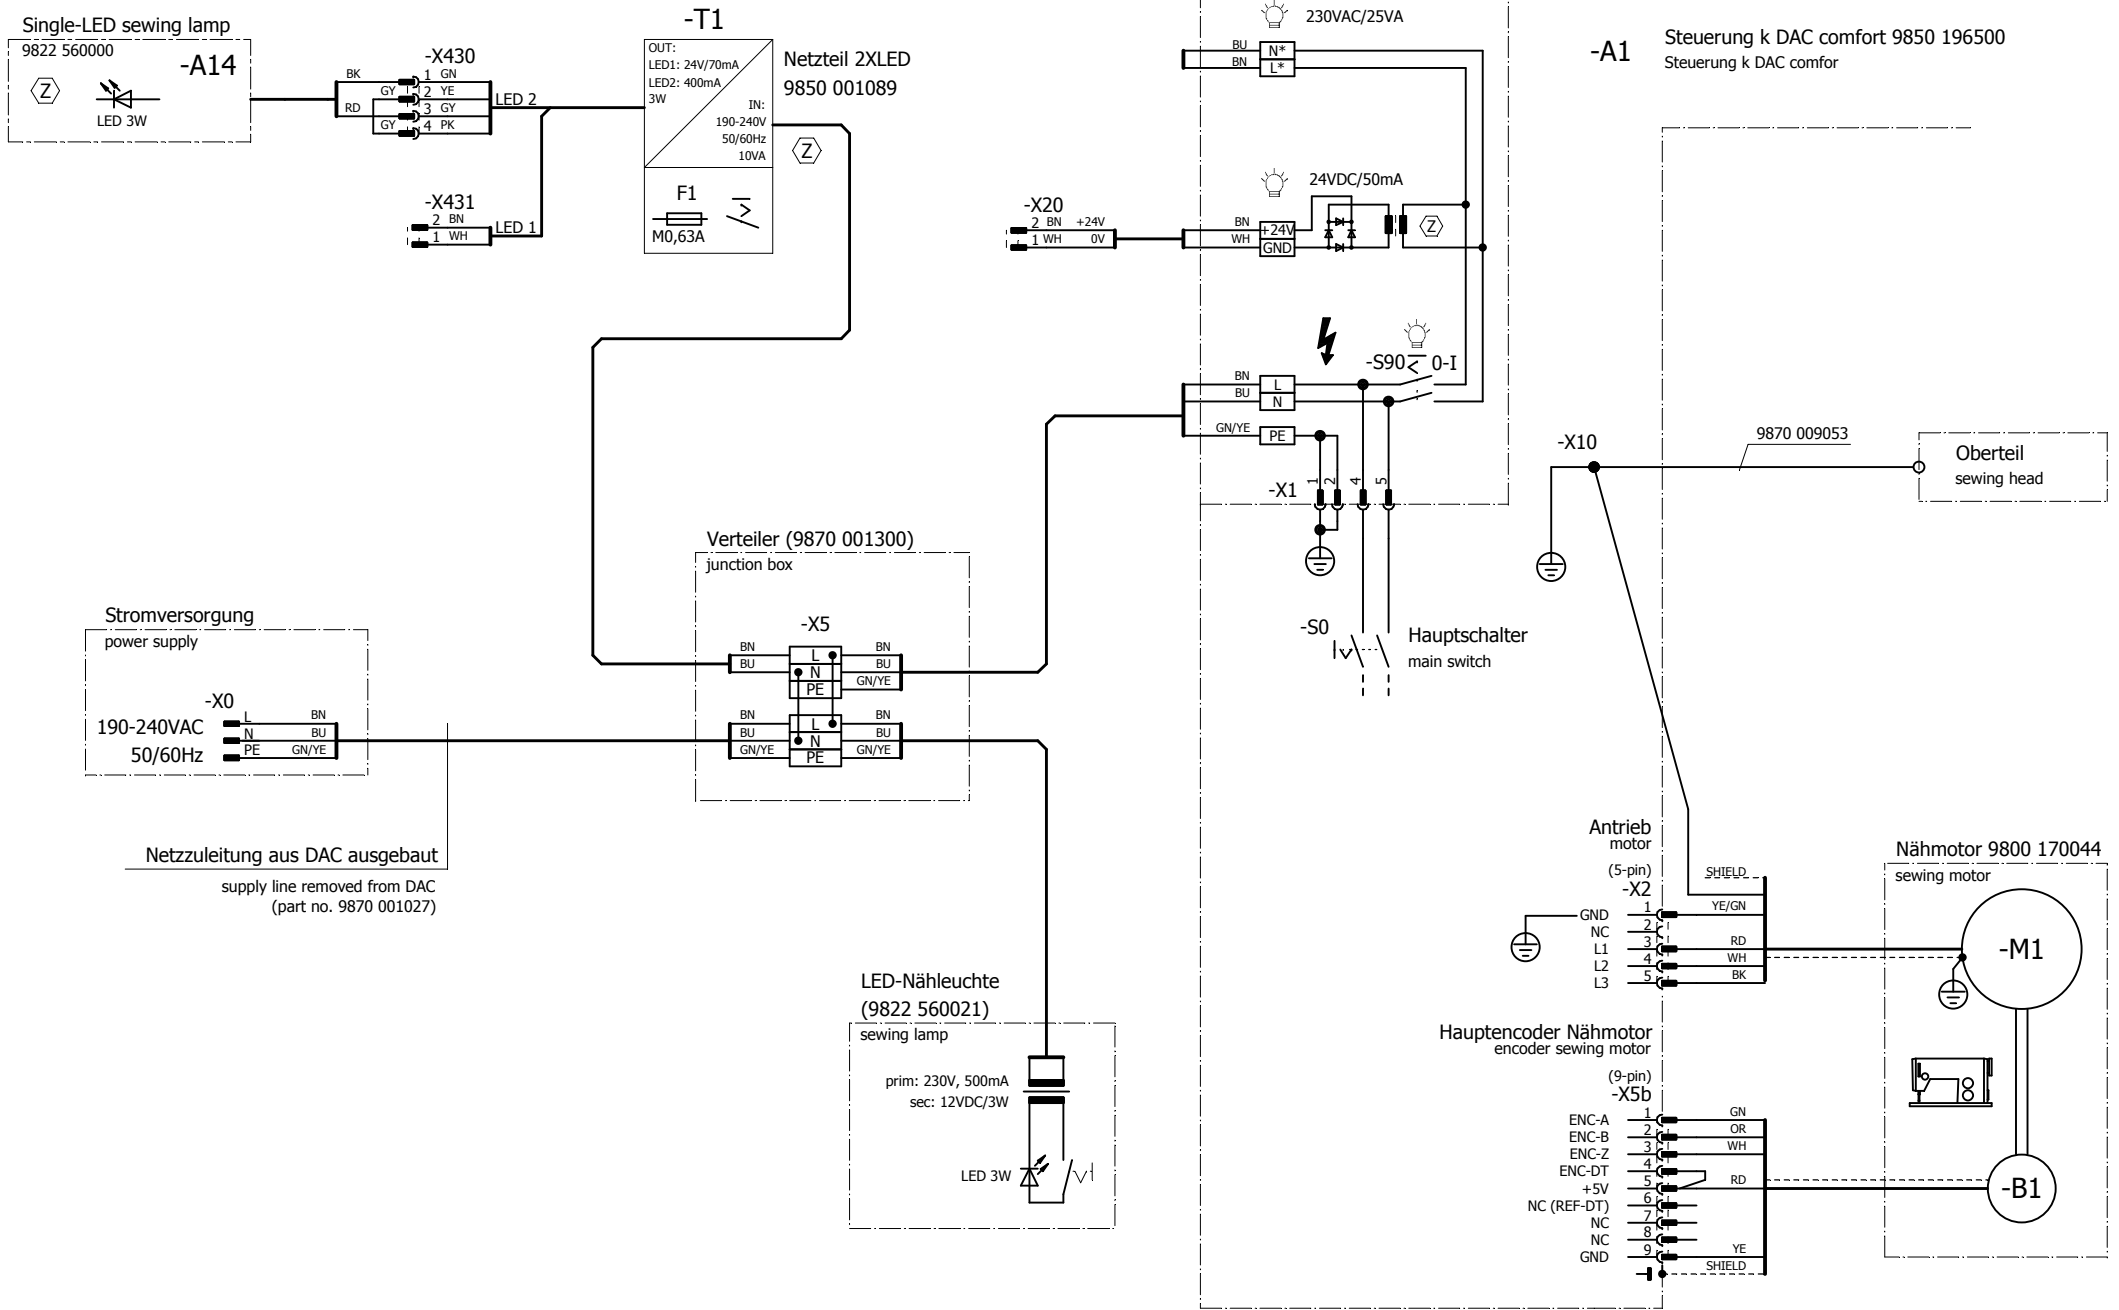 Single-LED sewing lamp
9822 560000
-A14
Z
LED 3W
-X430
BK
1 GN
GY
2 YE
RD
3 GY
GY
4 PK
LED 2
-X431
2 BN
1 WH
LED 1
-T1
OUT:
LED1: 24V/70mA
LED2: 400mA
3W
IN:
190-240V
50/60Hz
10VA
F1
M0,63A
Netzteil 2XLED
9850 001089
Z
230VAC/25VA
BU N*
BN L*
-A1
Steuerung k DAC comfort 9850 196500
Steuerung k DAC comfor
24VDC/50mA
-X20
2 BN +24V
1 WH 0V
BN +24V
WH GND
Z
-S90 0-I
BN L
BU N
GN/YE PE
-X1
1
2
4
5
-S0
Hauptschalter
main switch
-X10
9870 009053
Oberteil
sewing head
Verteiler (9870 001300)
junction box
-X5
BN L BN
BU N BU
PE GN/YE
BN L BN
BU N BU
GN/YE PE GN/YE
Stromversorgung
power supply
-X0
190-240VAC
50/60Hz
L BN
N BU
PE GN/YE
Netzzuleitung aus DAC ausgebaut
supply line removed from DAC
(part no. 9870 001027)
LED-Nähleuchte
(9822 560021)
sewing lamp
prim: 230V, 500mA
sec: 12VDC/3W
LED 3W
Antrieb
motor
(5-pin)
-X2
SHIELD
GND 1 YE/GN
NC 2
L1 3 RD
L2 4 WH
L3 5 BK
Nähmotor 9800 170044
sewing motor
-M1
Hauptencoder Nähmotor
encoder sewing motor
(9-pin)
-X5b
ENC-A 1 GN
ENC-B 2 OR
ENC-Z 3 WH
ENC-DT 4
+5V 5 RD
NC (REF-DT) 6
NC 7
NC 8
GND 9 YE
SHIELD
-B1